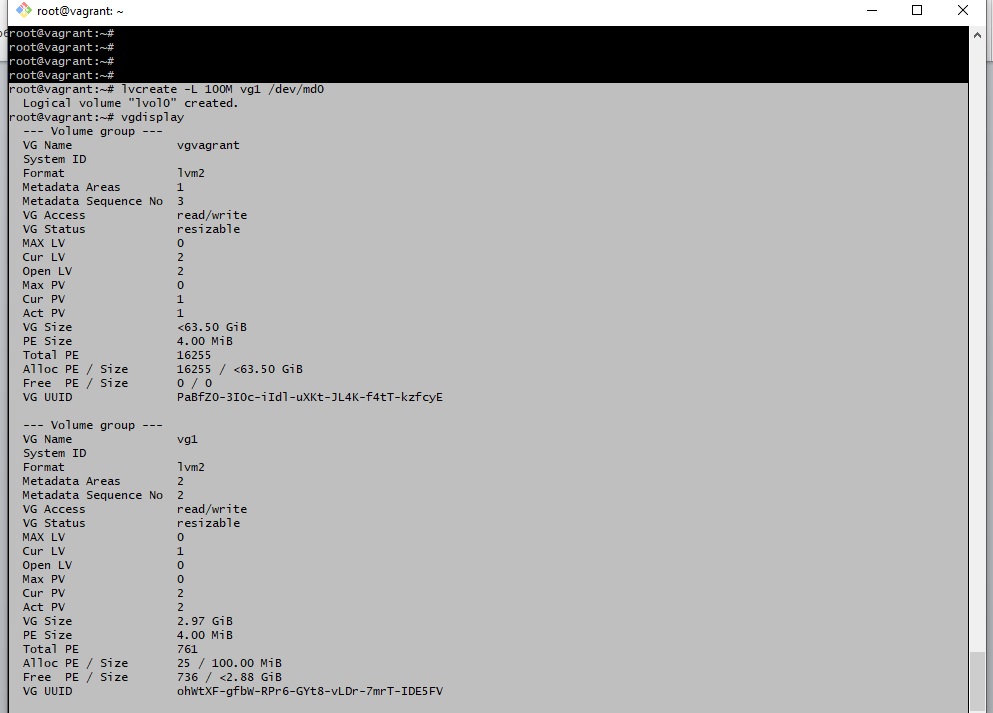 root@vagrant: ~
root@vagrant:~#
root@vagrant:~#
root@vagrant:~#
root@vagrant:~#
root@vagrant:~# lvcreate -L 100M vg1 /dev/md0
  Logical volume "lvol0" created.
root@vagrant:~# vgdisplay
  --- Volume group ---
  VG Name               vgvagrant
  System ID
  Format                lvm2
  Metadata Areas        1
  Metadata Sequence No  3
  VG Access             read/write
  VG Status             resizable
  MAX LV                0
  Cur LV                2
  Open LV               2
  Max PV                0
  Cur PV                1
  Act PV                1
  VG Size               <63.50 GiB
  PE Size               4.00 MiB
  Total PE              16255
  Alloc PE / Size       16255 / <63.50 GiB
  Free  PE / Size       0 / 0
  VG UUID               PaBfZ0-3I0c-iIdl-uXKt-JL4K-f4tT-kzfcyE

  --- Volume group ---
  VG Name               vg1
  System ID
  Format                lvm2
  Metadata Areas        2
  Metadata Sequence No  2
  VG Access             read/write
  VG Status             resizable
  MAX LV                0
  Cur LV                1
  Open LV               0
  Max PV                0
  Cur PV                2
  Act PV                2
  VG Size               2.97 GiB
  PE Size               4.00 MiB
  Total PE              761
  Alloc PE / Size       25 / 100.00 MiB
  Free  PE / Size       736 / <2.88 GiB
  VG UUID               ohWtXF-gfbW-RPr6-GYt8-vLDr-7mrT-IDE5FV